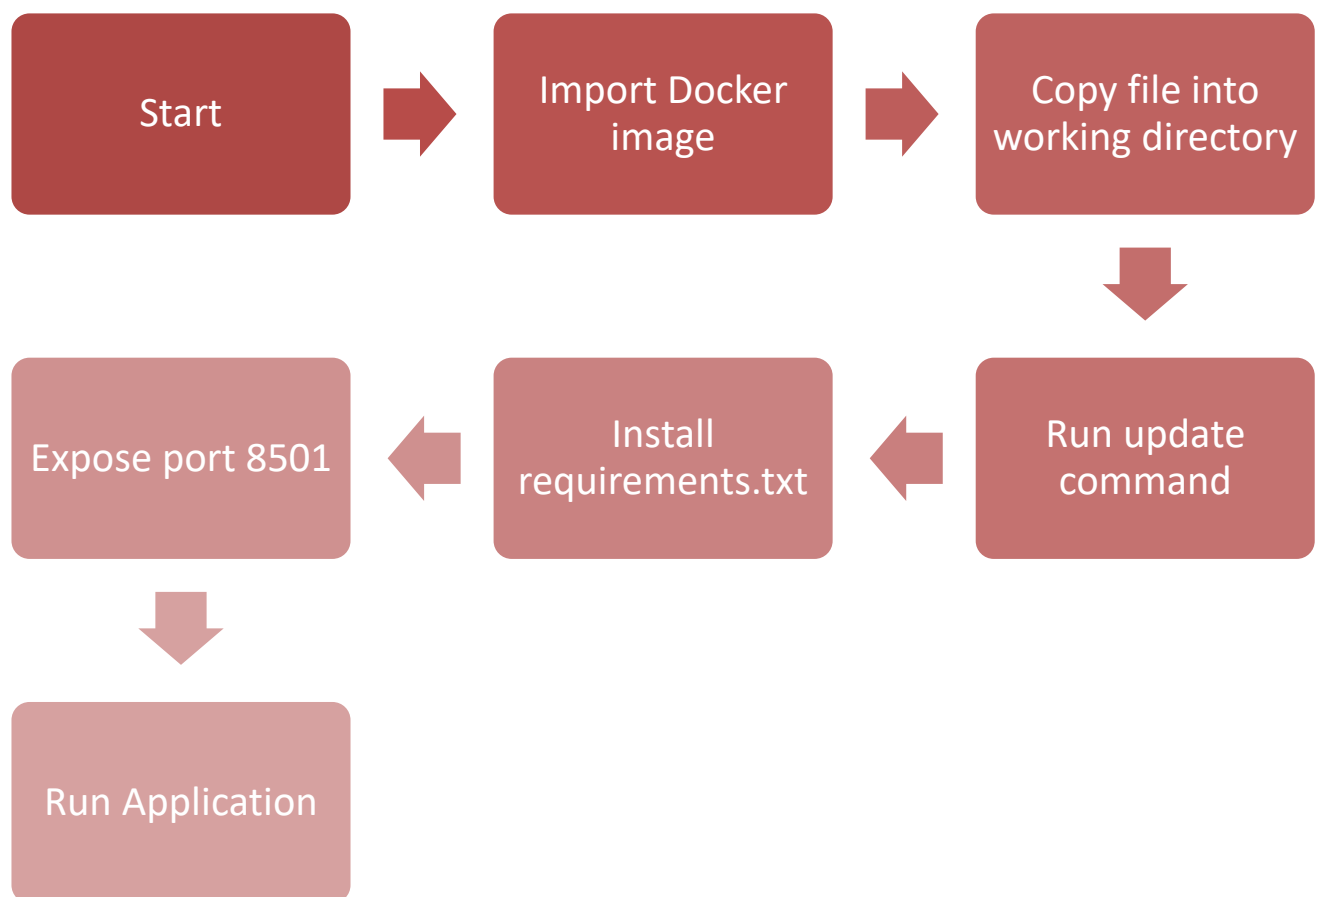 Start
Import Docker
image
Copy file into
working directory
Run update
command
Install
requirements.txt
Expose port 8501
Run Application